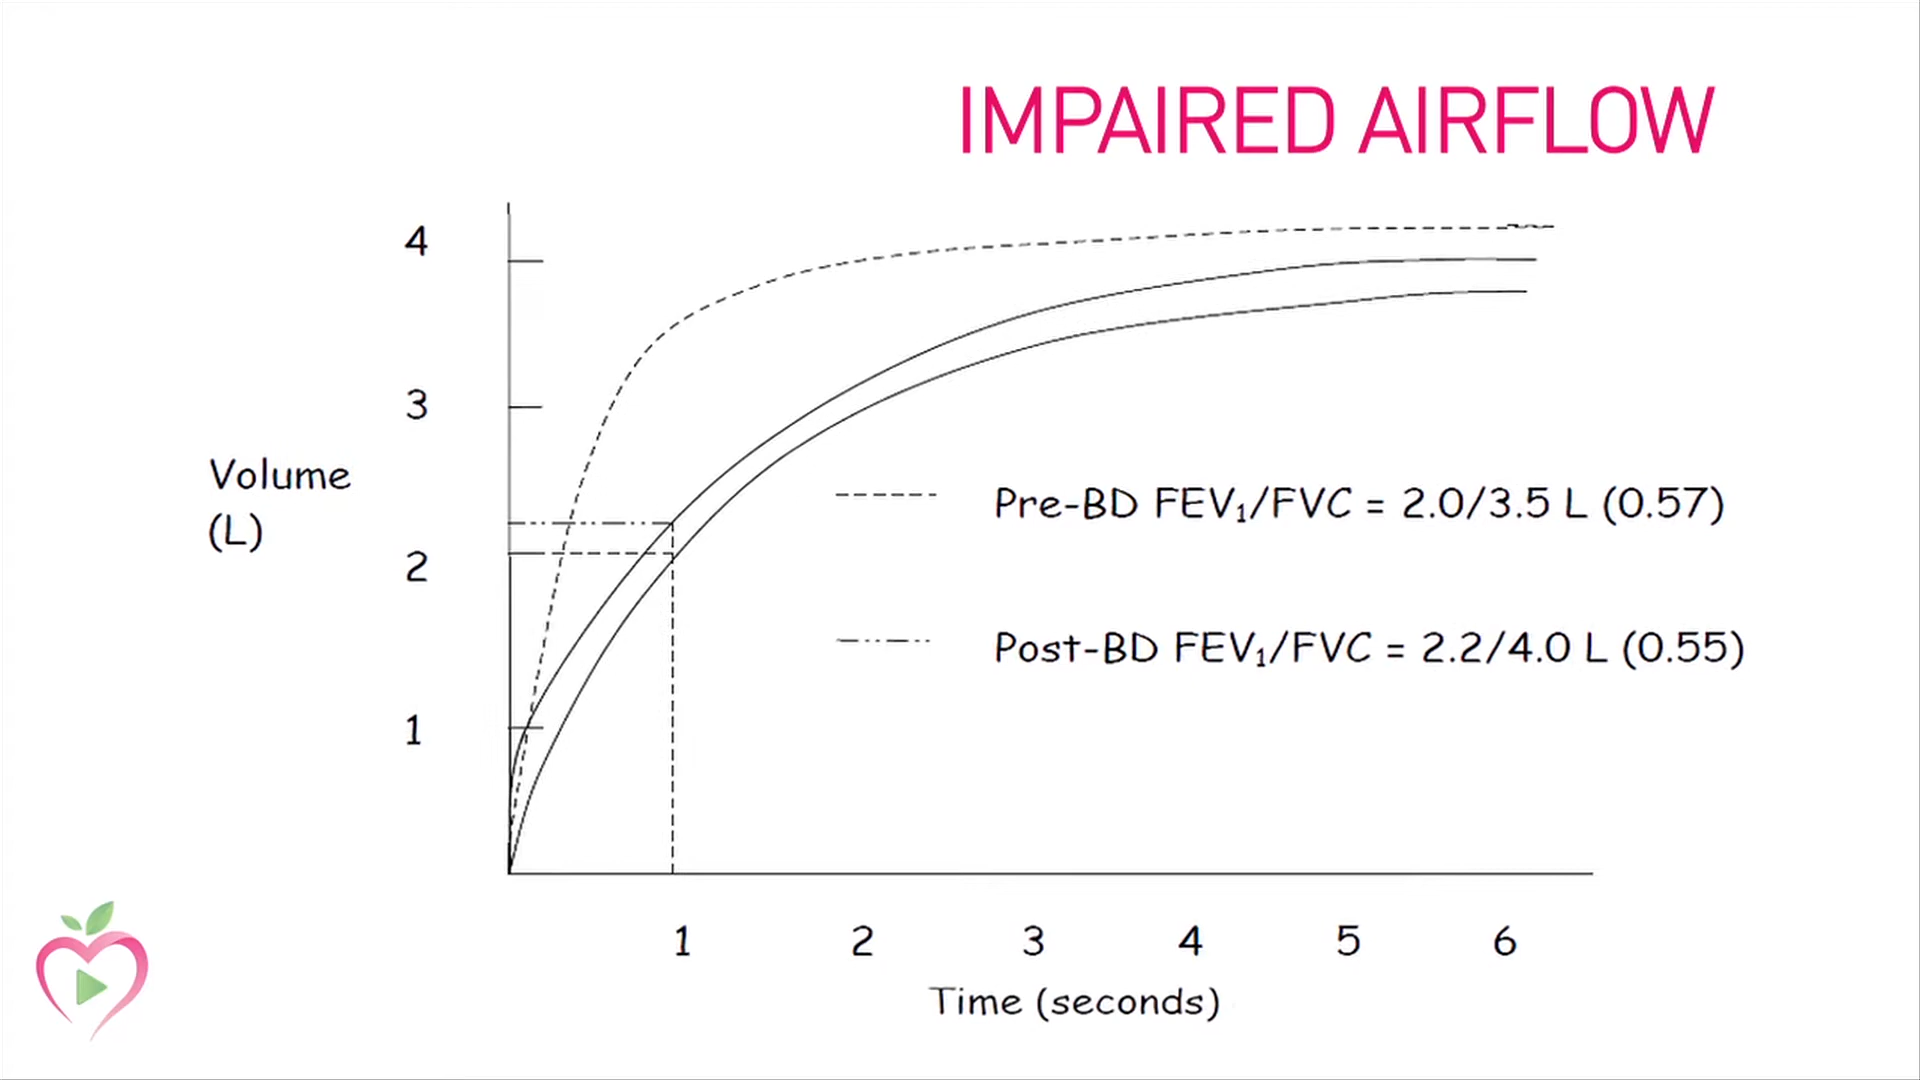 IMPAIRED AIRFLOW
4
3
Volume
(L)
2
1
Pre-BD FEV₁/FVC = 2.0/3.5 L (0.57)
Post-BD FEV₁/FVC = 2.2/4.0 L (0.55)
1 2 3 4 5 6
Time (seconds)